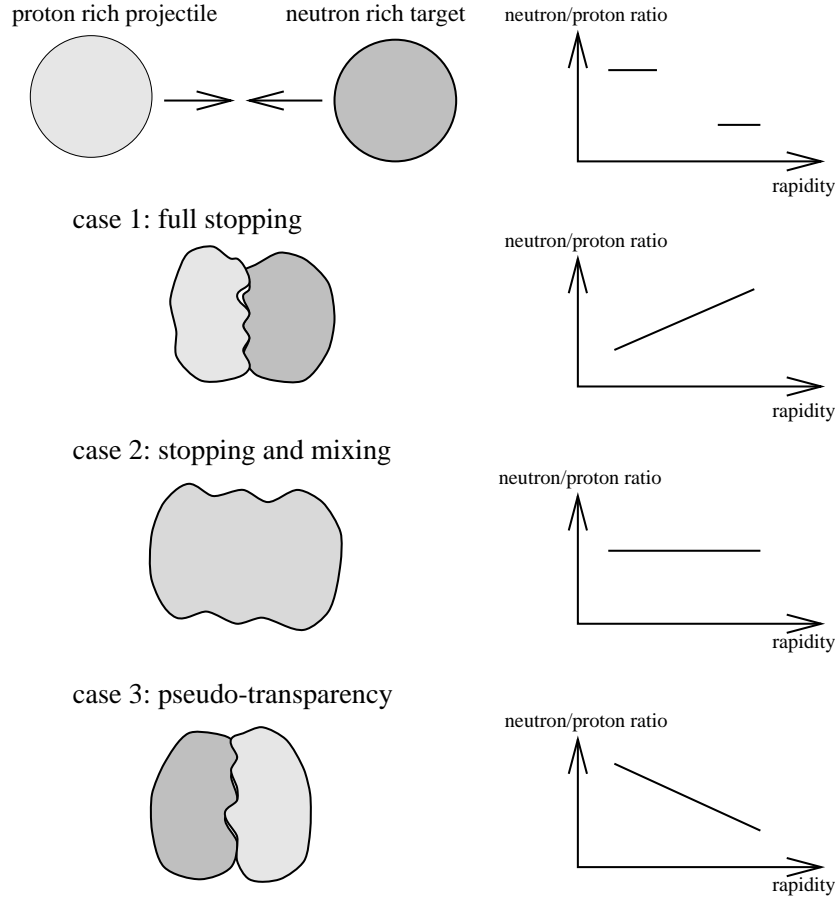 proton rich projectile
neutron rich target
neutron/proton ratio
rapidity
case 1: full stopping
neutron/proton ratio
rapidity
case 2: stopping and mixing
neutron/proton ratio
rapidity
case 3: pseudo-transparency
neutron/proton ratio
rapidity